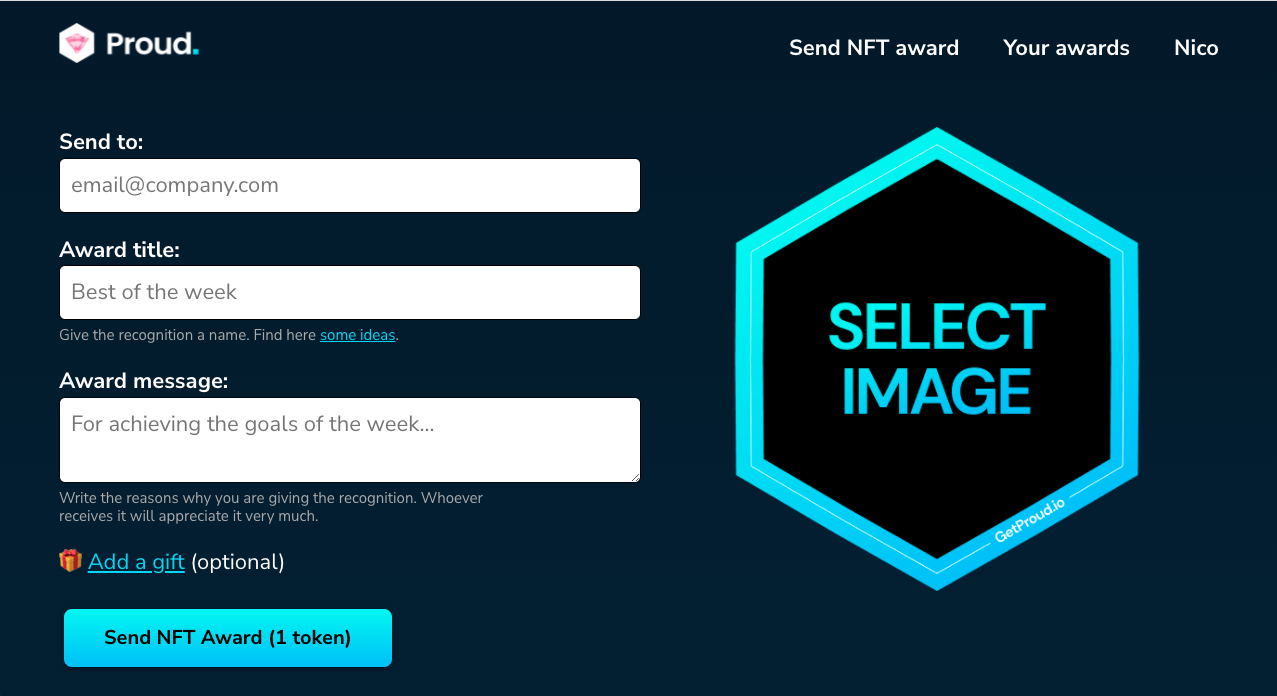 Proud.
Send NFT award
Your awards
Nico
Send to:
email@company.com
Award title:
Best of the week
Give the recognition a name. Find here some ideas.
Award message:
For achieving the goals of the week...
Write the reasons why you are giving the recognition. Whoever
receives it will appreciate it very much.
Add a gift (optional)
Send NFT Award (1 token)
SELECT
IMAGE
GetProud.io